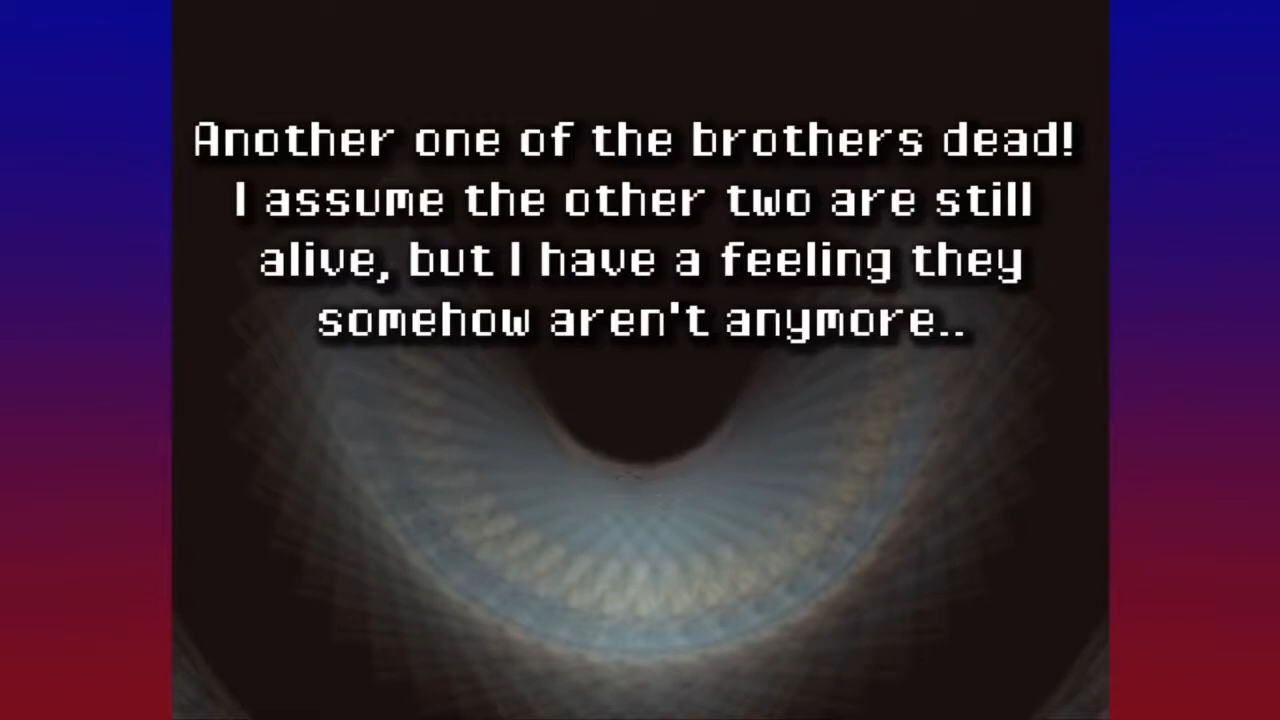 Another one of the brothers dead!
I assume the other two are still
alive, but I have a feeling they
somehow aren't anymore..